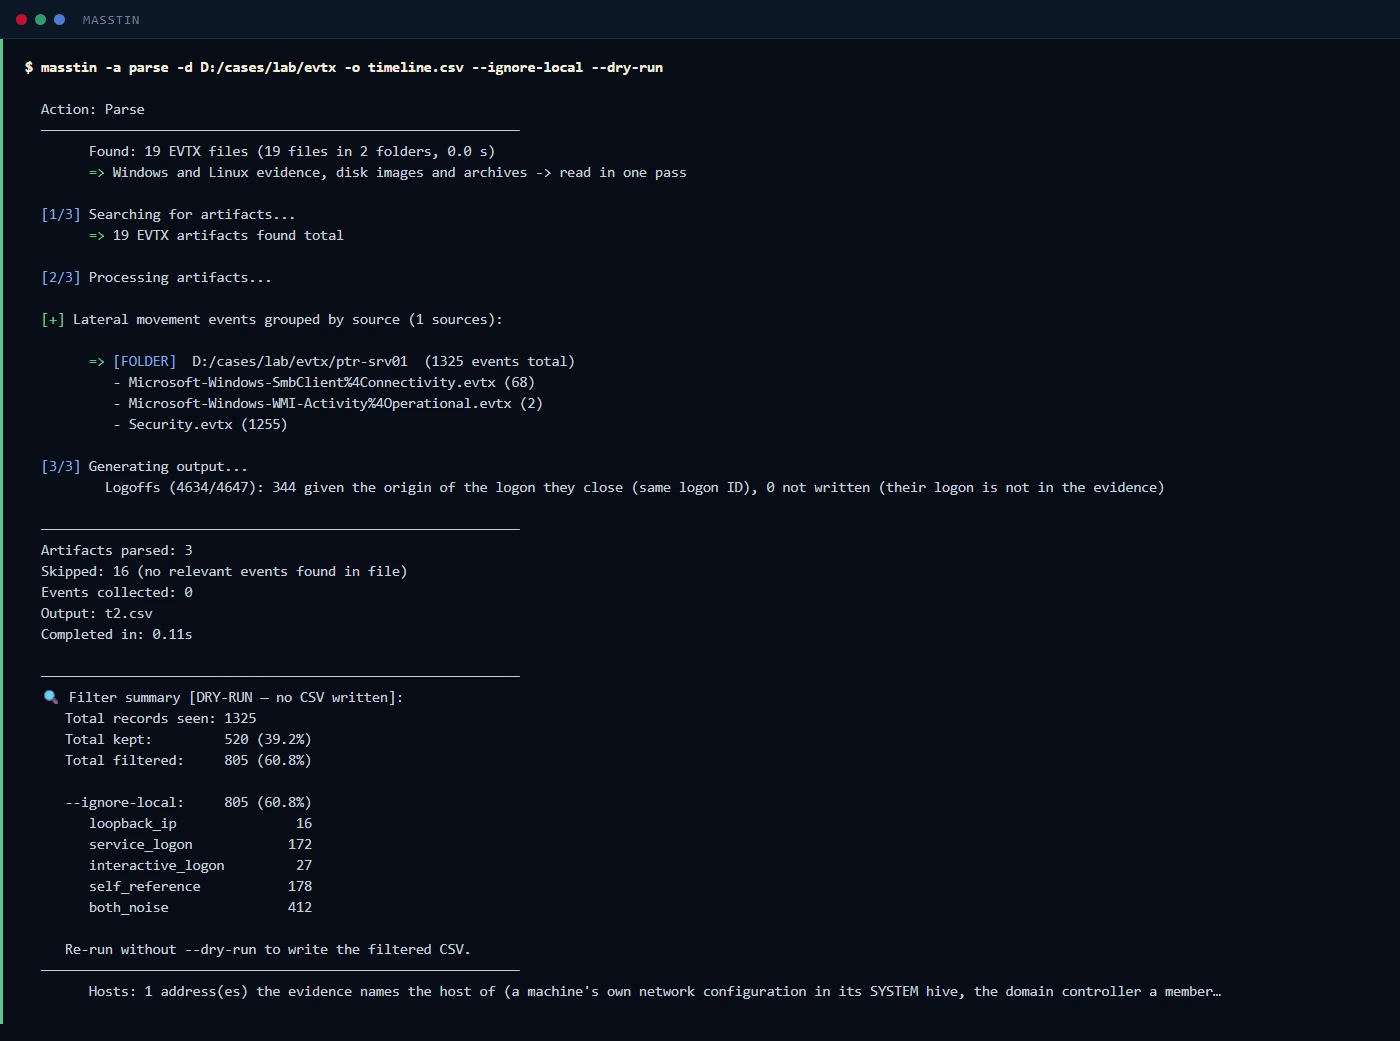 MASSTIN
$ masstin -a parse -d D:/cases/lab/evtx -o timeline.csv --ignore-local --dry-run
Action: Parse
Found: 19 EVTX files (19 files in 2 folders, 0.0 s)
=> Windows and Linux evidence, disk images and archives -> read in one pass
[1/3] Searching for artifacts...
=> 19 EVTX artifacts found total
[2/3] Processing artifacts...
[+] Lateral movement events grouped by source (1 sources):
=> [FOLDER]  D:/cases/lab/evtx/ptr-srv01  (1325 events total)
- Microsoft-Windows-SmbClient%4Connectivity.evtx (68)
- Microsoft-Windows-WMI-Activity%4Operational.evtx (2)
- Security.evtx (1255)
[3/3] Generating output...
Logoffs (4634/4647): 344 given the origin of the logon they close (same logon ID), 0 not written (their logon is not in the evidence)
Artifacts parsed: 3
Skipped: 16 (no relevant events found in file)
Events collected: 0
Output: t2.csv
Completed in: 0.11s
Filter summary [DRY-RUN — no CSV written]:
Total records seen: 1325
Total kept: 520 (39.2%)
Total filtered: 805 (60.8%)
--ignore-local: 805 (60.8%)
loopback_ip 16
service_logon 172
interactive_logon 27
self_reference 178
both_noise 412
Re-run without --dry-run to write the filtered CSV.
Hosts: 1 address(es) the evidence names the host of (a machine's own network configuration in its SYSTEM hive, the domain controller a member…